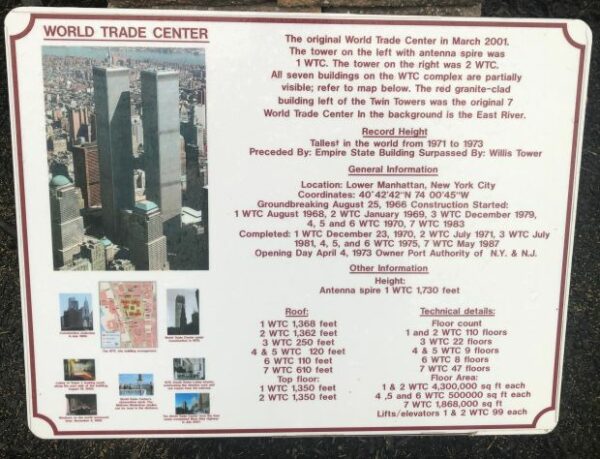 WORLD TRADE CENTER
The original World Trade Center in March 2001.
The tower on the left with antenna spire was
1 WTC. The tower on the right was 2 WTC.
All seven buildings on the WTC complex are partially
visible; refer to map below. The red granite-clad
building left of the Twin Towers was the original 7
World Trade Center In the background is the East River.
Record Height
Tallest in the world from 1971 to 1973
Preceded By: Empire State Building Surpassed By: Willis Tower
General Information
Location: Lower Manhattan, New York City
Coordinates: 40°42'42"N 74 00'45"W
Groundbreaking August 25, 1966 Construction Started:
1 WTC August 1968, 2 WTC January 1969, 3 WTC December 1979,
4, 5 and 6 WTC 1970, 7 WTC 1983
Completed: 1 WTC December 23, 1970, 2 WTC July 1971, 3 WTC July
1981, 4, 5, and 6 WTC 1975, 7 WTC May 1987
Opening Day April 4, 1973 Owner Port Authority of N.Y. & N.J.
Other Information
Height:
Antenna spire 1 WTC 1,730 feet
Roof:
1 WTC 1,368 feet
2 WTC 1,362 feet
3 WTC 250 feet
4 & 5 WTC 120 feet
6 WTC 110 feet
7 WTC 610 feet
Top floor:
1 WTC 1,350 feet
2 WTC 1,350 feet
Technical details:
Floor count
1 and 2 WTC 110 floors
3 WTC 22 floors
4 & 5 WTC 9 floors
6 WTC 8 floors
7 WTC 47 floors
Floor Area:
1 & 2 WTC 4,300,000 sq ft each
4 ,5 and 6 WTC 500000 sq ft each
7 WTC 1,868,000 sq ft
Lifts/elevators 1 & 2 WTC 99 each